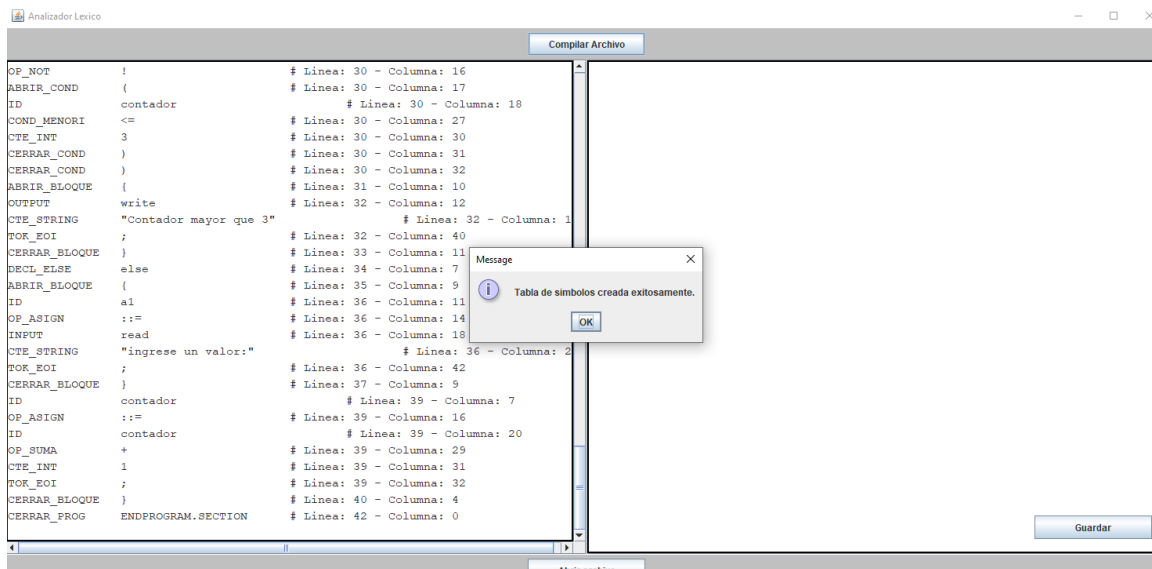 Analizador Lexico
Compilar Archivo
OP_NOT ! # Linea: 30 - Columna: 16
ABRIR_COND ( # Linea: 30 - Columna: 17
ID contador # Linea: 30 - Columna: 18
COND_MENORI <= # Linea: 30 - Columna: 27
CTE_INT 3 # Linea: 30 - Columna: 30
CERRAR_COND ) # Linea: 30 - Columna: 31
CERRAR_COND ) # Linea: 30 - Columna: 32
ABRIR_BLOQUE { # Linea: 31 - Columna: 10
OUTPUT write # Linea: 32 - Columna: 12
CTE_STRING "Contador mayor que 3" # Linea: 32 - Columna: 1
TOK_EOI ; # Linea: 32 - Columna: 40
CERRAR_BLOQUE } # Linea: 33 - Columna: 11
DECL_ELSE else # Linea: 34 - Columna: 7
ABRIR_BLOQUE { # Linea: 35 - Columna: 9
ID a1 # Linea: 36 - Columna: 11
OP_ASIGN ::= # Linea: 36 - Columna: 14
INPUT read # Linea: 36 - Columna: 18
CTE_STRING "ingrese un valor:" # Linea: 36 - Columna: 2
TOK_EOI ; # Linea: 36 - Columna: 42
CERRAR_BLOQUE } # Linea: 37 - Columna: 9
ID contador # Linea: 39 - Columna: 7
OP_ASIGN ::= # Linea: 39 - Columna: 16
ID contador # Linea: 39 - Columna: 20
OP_SUMA + # Linea: 39 - Columna: 29
CTE_INT 1 # Linea: 39 - Columna: 31
TOK_EOI ; # Linea: 39 - Columna: 32
CERRAR_BLOQUE } # Linea: 40 - Columna: 4
CERRAR_PROG ENDPROGRAM.SECTION # Linea: 42 - Columna: 0
Message
Tabla de simbolos creada exitosamente.
OK
Guardar